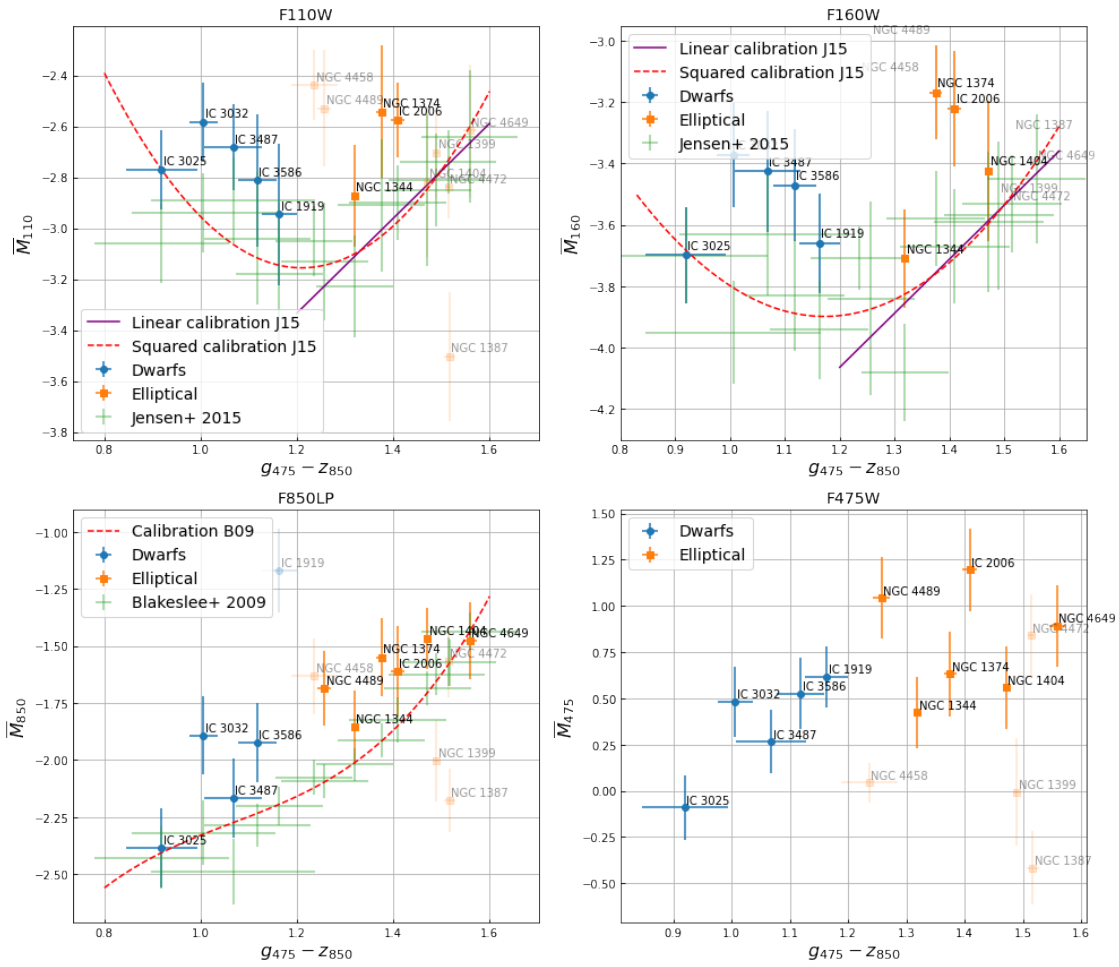 F110W
NGC 4458
NGC 4489
NGC 1374
IC 2006
IC 3032
NGC 4649
IC 3487
NGC 1399
IC 3025
IC 3586
NGC 1404
NGC 4472
NGC 1344
IC 1919
NGC 1387
Linear calibration J15
Squared calibration J15
Dwarfs
Elliptical
Jensen+ 2015
−2.4
−2.6
−2.8
−3.0
−3.2
−3.4
−3.6
−3.8
M̅110
0.8 1.0 1.2 1.4 1.6
g475 − z850
F160W
NGC 4489
NGC 4458
Linear calibration J15
Squared calibration J15
Dwarfs
Elliptical
Jensen+ 2015
NGC 1374
IC 2006
NGC 1387
IC 3032
IC 3487
NGC 1404
NGC 4649
IC 3586
NGC 1399
NGC 4472
IC 1919
IC 3025
NGC 1344
−3.0
−3.2
−3.4
−3.6
−3.8
−4.0
−4.2
M̅160
0.8 0.9 1.0 1.1 1.2 1.3 1.4 1.5 1.6
g475 − z850
F850LP
Calibration B09
Dwarfs
Elliptical
Blakeslee+ 2009
IC 1919
NGC 1404
NGC 4649
NGC 1374
NGC 4458
IC 2006
NGC 4472
NGC 4489
NGC 1344
IC 3032
IC 3586
NGC 1399
IC 3487
NGC 1387
IC 3025
−1.00
−1.25
−1.50
−1.75
−2.00
−2.25
−2.50
M̅850
0.8 1.0 1.2 1.4 1.6
g475 − z850
F475W
Dwarfs
Elliptical
IC 2006
NGC 4489
NGC 4649
NGC 4472
NGC 1374
IC 1919
NGC 1404
IC 3586
IC 3032
NGC 1344
IC 3487
NGC 4458
NGC 1399
IC 3025
NGC 1387
1.50
1.25
1.00
0.75
0.50
0.25
0.00
−0.25
−0.50
M̅475
0.9 1.0 1.1 1.2 1.3 1.4 1.5 1.6
g475 − z850